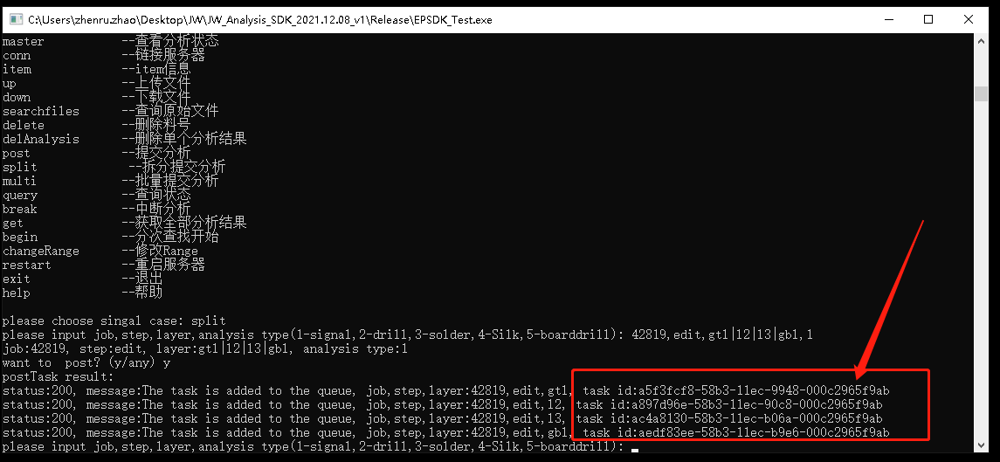 C:\Users\zhenru.zhao\Desktop\JW\JW_Analysis_SDK_2021.12.08_v1\Release\EPSDK_Test.exe
master --查看分析状态
conn --链接服务器
item --item信息
up --上传文件
down --下载文件
searchfiles --查询原始文件
delete --删除料号
delAnalysis --删除单个分析结果
post --提交分析
split --拆分提交分析
multi --批量提交分析
query --查询状态
break --中断分析
get --获取全部分析结果
begin --分次查找开始
changeRange --修改Range
restart --重启服务器
exit --退出
help --帮助
please choose singal case: split
please input job,step,layer,analysis type(1-signal,2-drill,3-solder,4-Silk,5-boarddrill): 42819,edit,gtl|l2|l3|gbl,1
job:42819, step:edit, layer:gtl|l2|l3|gbl, analysis type:1
want to  post? (y/any) y
postTask result:
status:200, message:The task is added to the queue, job,step,layer:42819,edit,gtl, task id:a5f3fcf8-58b3-11ec-9948-000c2965f9ab
status:200, message:The task is added to the queue, job,step,layer:42819,edit,l2, task id:a897d96e-58b3-11ec-90c8-000c2965f9ab
status:200, message:The task is added to the queue, job,step,layer:42819,edit,l3, task id:ac4a8130-58b3-11ec-b06a-000c2965f9ab
status:200, message:The task is added to the queue, job,step,layer:42819,edit,gbl, task id:aedf83ee-58b3-11ec-b9e6-000c2965f9ab
please input job,step,layer,analysis type(1-signal,2-drill,3-solder,4-Silk,5-boarddrill):